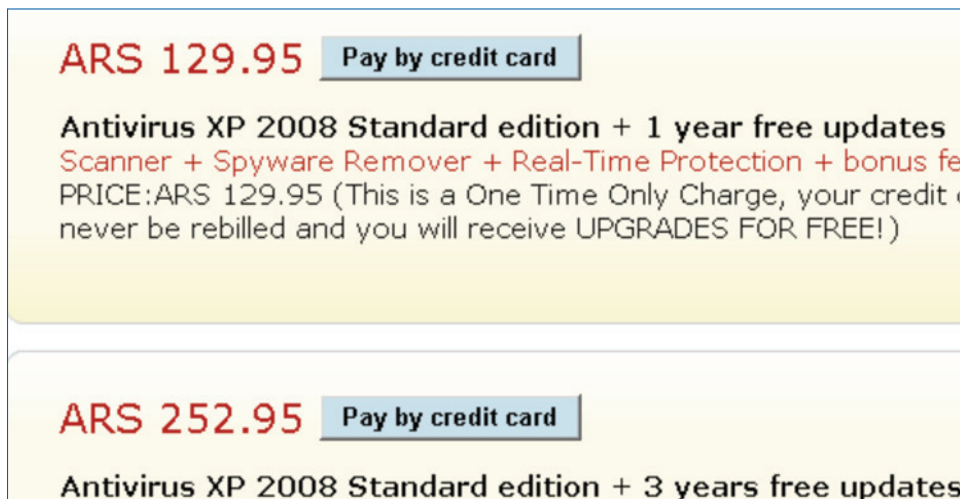 ARS 129.95 Pay by credit card
Antivirus XP 2008 Standard edition + 1 year free updates
Scanner + Spyware Remover + Real-Time Protection + bonus
PRICE:ARS 129.95 (This is a One Time Only Charge, your credit
never be rebilled and you will receive UPGRADES FOR FREE!)
ARS 252.95 Pay by credit card
Antivirus XP 2008 Standard edition + 3 years free updates